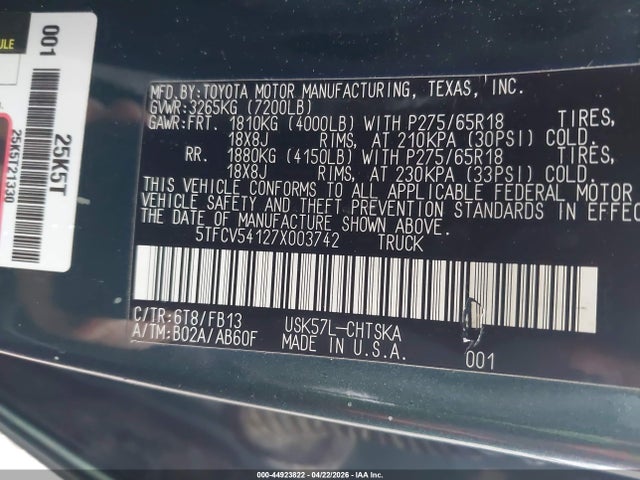 MFD.BY:TOYOTA MOTOR MANUFACTURING, TEXAS, INC.
GVWR:3265KG (7200LB)
GAWR:FRT. 1810KG (4000LB) WITH P275/65R18 TIRES,
18X8J RIMS, AT 210KPA (30PSI) COLD.
RR. 1880KG (4150LB) WITH P275/65R18 TIRES,
18X8J RIMS, AT 230KPA (33PSI) COLD.
THIS VEHICLE CONFORMS TO ALL APPLICABLE FEDERAL MOTOR
VEHICLE SAFETY AND THEFT PREVENTION STANDARDS IN EFFEC
THE DATE OF MANUFACTURE SHOWN ABOVE.
5TFCV54127X003742 TRUCK
C/TR:6T8/FB13 USK57L-CHTSKA
A/TM:B02A/AB60F MADE IN U.S.A. 001
001
25K5T
25K5T21330
000-44923822 - 04/22/2026 - IAA Inc.